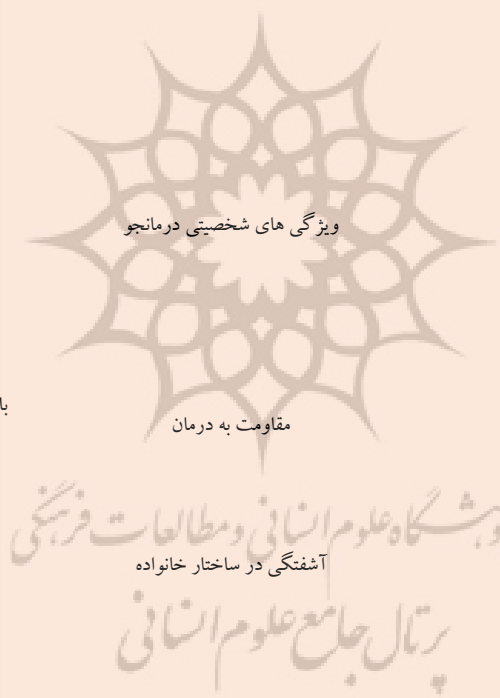 ویژگی های شخصیتی درمانجو
با
مقاومت به درمان
وهشگاه علوم انسانی و مطالعات فرهنگی
آشفتگی در ساختار خانواده
پرتال جامع علوم انسانی